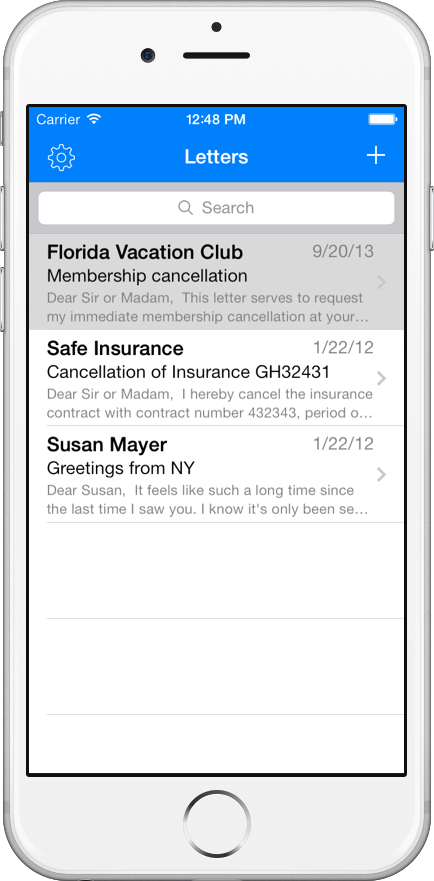 Carrier 12:48 PM
Letters
Search
Florida Vacation Club 9/20/13
Membership cancellation
Dear Sir or Madam,  This letter serves to request
my immediate membership cancellation at your…
Safe Insurance 1/22/12
Cancellation of Insurance GH32431
Dear Sir or Madam,  I hereby cancel the insurance
contract with contract number 432343, period o…
Susan Mayer 1/22/12
Greetings from NY
Dear Susan,  It feels like such a long time since
the last time I saw you. I know it's only been se…